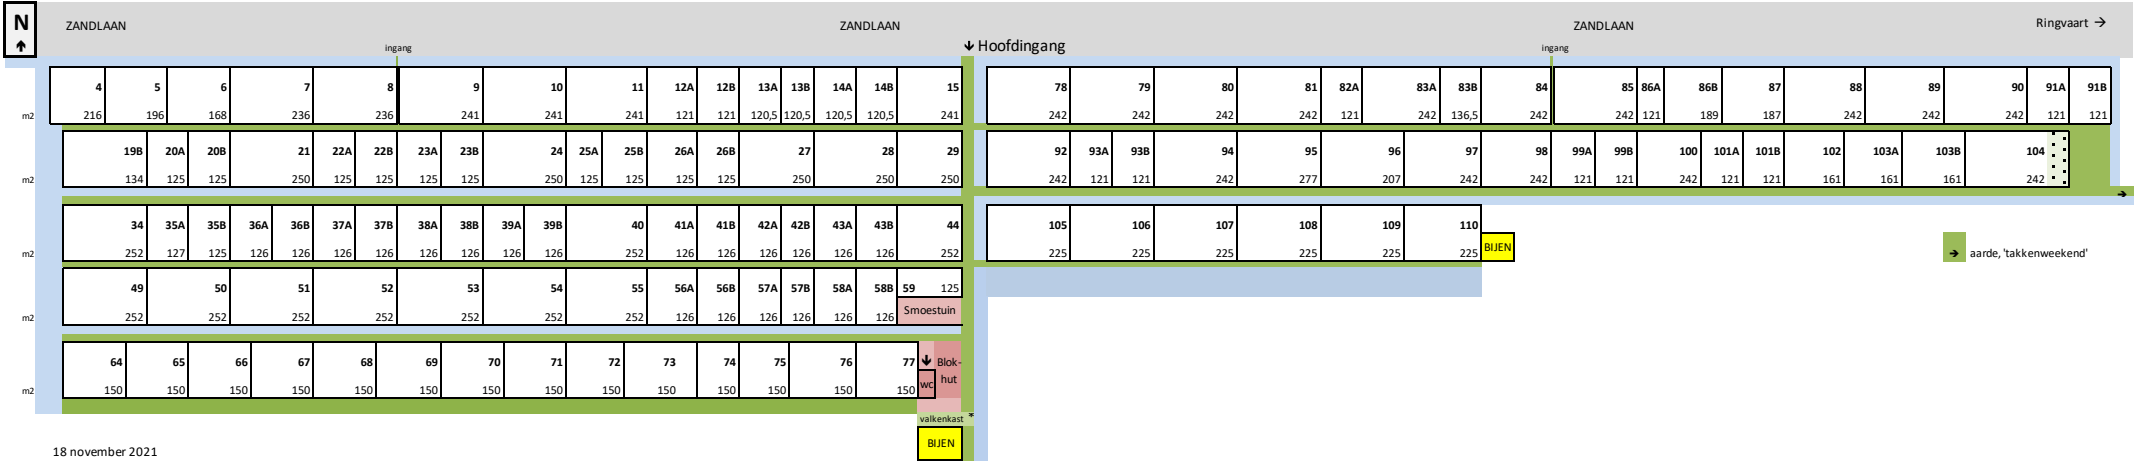 N
ZANDLAAN ZANDLAAN ZANDLAAN Ringvaart →
ingang ↓ Hoofdingang ingang
4 5 6 7 8 9 10 11 12A 12B 13A 13B 14A 14B 15 78 79 80 81 82A 83A 83B 84 85 86A 86B 87 88 89 90 91A 91B
m2 216 196 168 236 236 241 241 241 121 121 120,5 120,5 120,5 120,5 241 242 242 242 242 121 242 136,5 242 242 121 189 187 242 242 242 121 121
19B 20A 20B 21 22A 22B 23A 23B 24 25A 25B 26A 26B 27 28 29 92 93A 93B 94 95 96 97 98 99A 99B 100 101A 101B 102 103A 103B 104
m2 134 125 125 250 125 125 125 125 250 125 125 125 125 250 250 250 242 121 121 242 277 207 242 242 121 121 242 121 121 161 161 161 242
34 35A 35B 36A 36B 37A 37B 38A 38B 39A 39B 40 41A 41B 42A 42B 43A 43B 44 105 106 107 108 109 110
m2 252 127 125 126 126 126 126 126 126 126 126 252 126 126 126 126 126 126 252 225 225 225 225 225 225 BIJEN → aarde, 'takkenweekend'
49 50 51 52 53 54 55 56A 56B 57A 57B 58A 58B 59 125
m2 252 252 252 252 252 252 252 126 126 126 126 126 126 Smoestuin
64 65 66 67 68 69 70 71 72 73 74 75 76 77 ↓ Blok-
hut
m2 150 150 150 150 150 150 150 150 150 150 150 150 150 150 wc
valkenkast *
BIJEN
18 november 2021